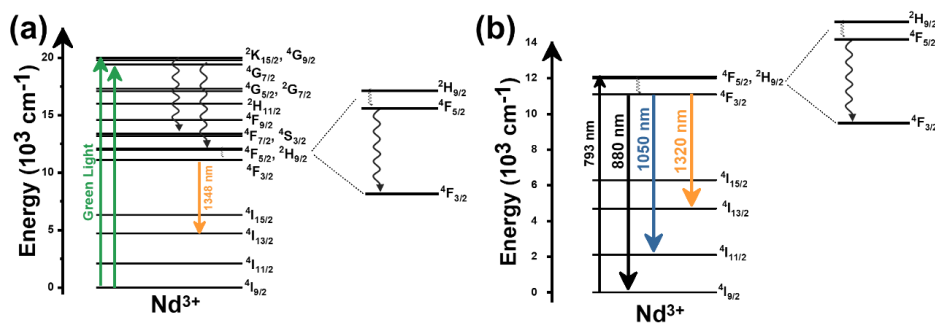 (a)
Energy (10³ cm⁻¹)
20
15
10
5
0
Green Light
1348 nm
²K₁₅/₂, ⁴G₉/₂
⁴G₇/₂
⁴G₅/₂, ²G₇/₂
²H₁₁/₂
⁴F₉/₂
⁴F₇/₂, ⁴S₃/₂
⁴F₅/₂, ²H₉/₂
⁴F₃/₂
⁴I₁₅/₂
⁴I₁₃/₂
⁴I₁₁/₂
⁴I₉/₂
Nd³⁺
²H₉/₂
⁴F₅/₂
⁴F₃/₂
(b)
Energy (10³ cm⁻¹)
14
12
10
8
6
4
2
0
793 nm
880 nm
1050 nm
1320 nm
⁴F₅/₂, ²H₉/₂
⁴F₃/₂
⁴I₁₅/₂
⁴I₁₃/₂
⁴I₁₁/₂
⁴I₉/₂
Nd³⁺
²H₉/₂
⁴F₅/₂
⁴F₃/₂